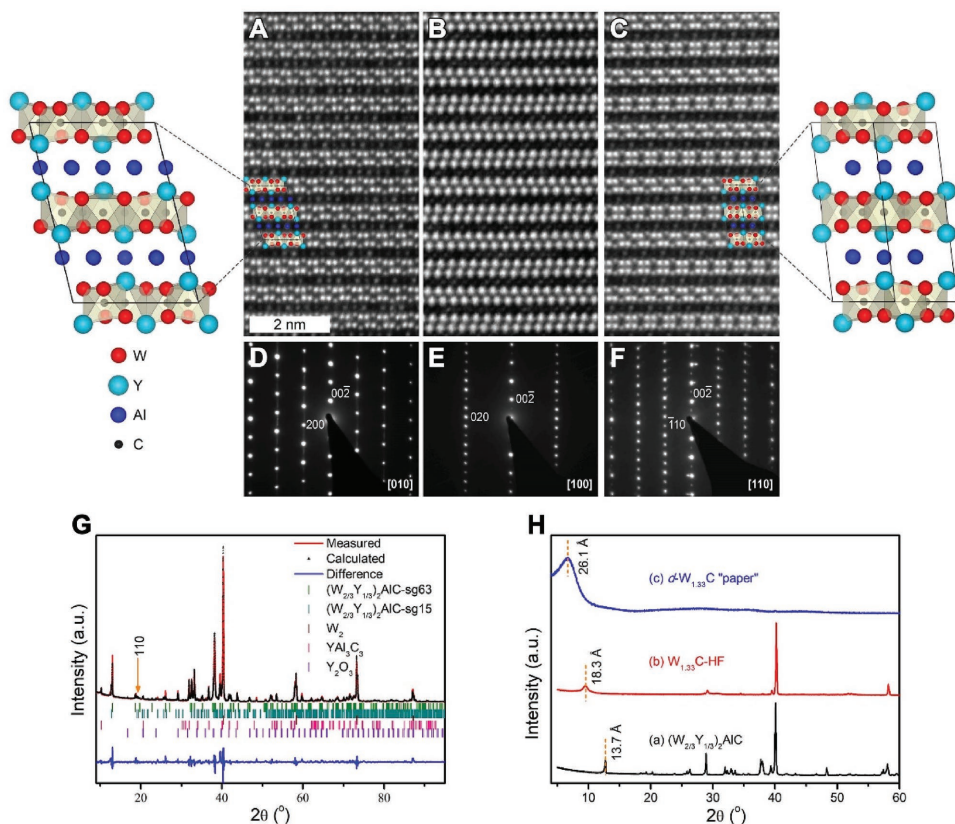 A
B
C
2 nm
W
Y
Al
C
D
002̄
200
[010]
E
002̄
020
[100]
F
002̄
1̄10
[110]
G
Intensity (a.u.)
110
Measured
Calculated
Difference
(W2/3Y1/3)2AlC-sg63
(W2/3Y1/3)2AlC-sg15
W2
YAl3C3
Y2O3
20 40 60 80
2θ (°)
H
Intensity (a.u.)
26.1 Å
(c) d-W1.33C "paper"
18.3 Å
(b) W1.33C-HF
13.7 Å
(a) (W2/3Y1/3)2AlC
10 20 30 40 50 60
2θ (°)